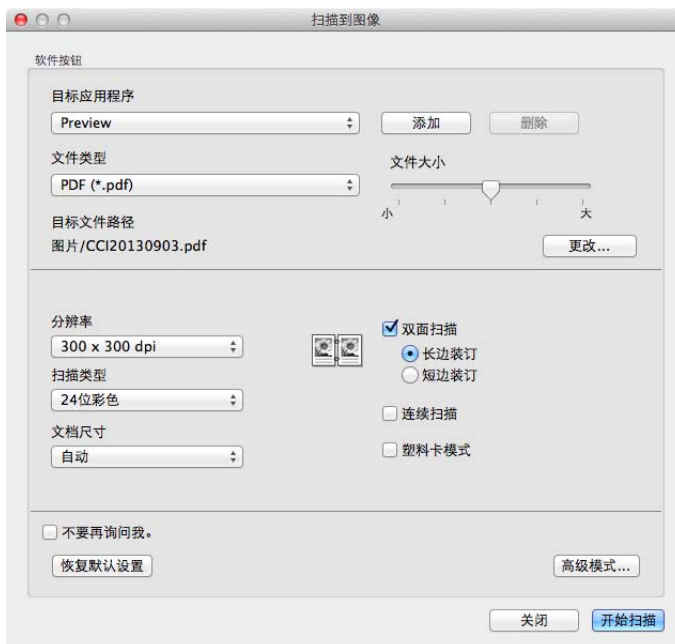 扫描到图像
软件按钮
目标应用程序
Preview 添加 删除
文件类型 文件大小
PDF (*.pdf)
小 大
目标文件路径
图片/CCI20130903.pdf 更改...
分辨率 双面扫描
300 x 300 dpi 长边装订
扫描类型 短边装订
24位彩色 连续扫描
文档尺寸
自动 塑料卡模式
不要再询问我。
恢复默认设置 高级模式...
关闭 开始扫描